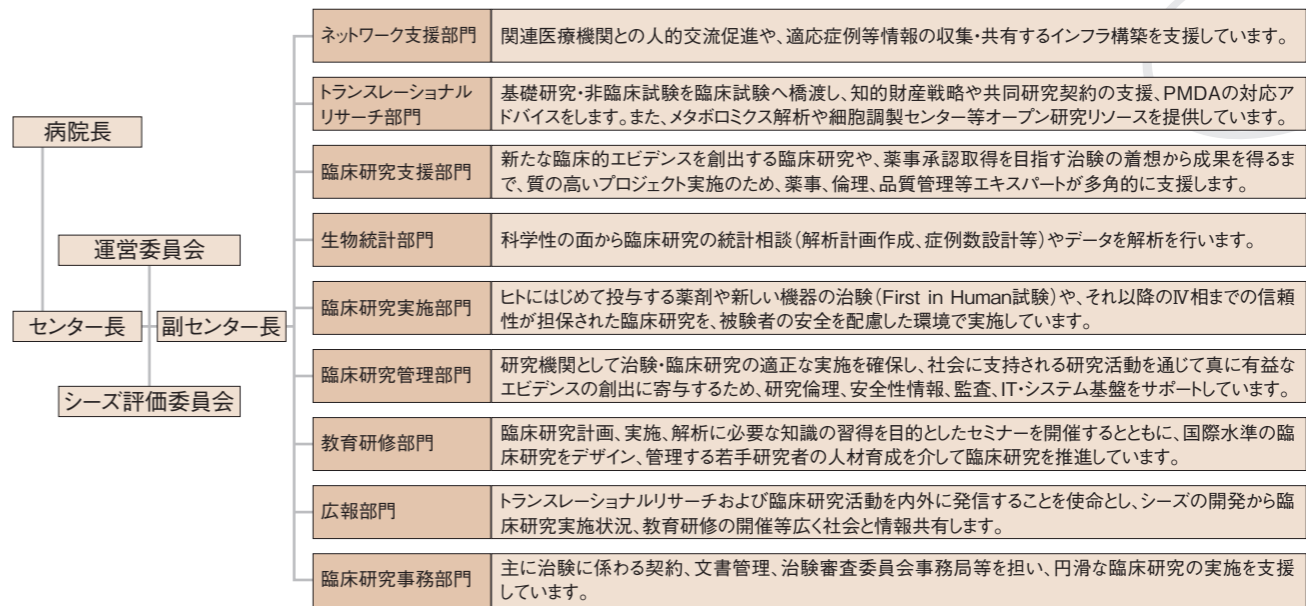 病院長
運営委員会
センター長
副センター長
シーズ評価委員会
ネットワーク支援部門
関連医療機関との人的交流促進や、適応症例等情報の収集・共有するインフラ構築を支援しています。
トランスレーショナル
リサーチ部門
基礎研究・非臨床試験を臨床試験へ橋渡し、知的財産戦略や共同研究契約の支援、PMDAの対応ア
ドバイスをします。また、メタボロミクス解析や細胞調製センター等オープン研究リソースを提供しています。
臨床研究支援部門
新たな臨床的エビデンスを創出する臨床研究や、薬事承認取得を目指す治験の着想から成果を得るま
で、質の高いプロジェクト実施のため、薬事、倫理、品質管理等エキスパートが多角的に支援します。
生物統計部門
科学性の面から臨床研究の統計相談（解析計画作成、症例数設計等）やデータを解析を行います。
臨床研究実施部門
ヒトにはじめて投与する薬剤や新しい機器の治験（First in Human試験）や、それ以降のⅣ相までの信頼
性が担保された臨床研究を、被験者の安全を配慮した環境で実施しています。
臨床研究管理部門
研究機関として治験・臨床研究の適正な実施を確保し、社会に支持される研究活動を通じて真に有益な
エビデンスの創出に寄与するため、研究倫理、安全性情報、監査、IT・システム基盤をサポートしています。
教育研修部門
臨床研究計画、実施、解析に必要な知識の習得を目的としたセミナーを開催するとともに、国際水準の臨
床研究をデザイン、管理する若手研究者の人材育成を介して臨床研究を推進しています。
広報部門
トランスレーショナルリサーチおよび臨床研究活動を内外に発信することを使命とし、シーズの開発から臨
床研究実施状況、教育研修の開催等広く社会と情報共有します。
臨床研究事務部門
主に治験に係わる契約、文書管理、治験審査委員会事務局等を担い、円滑な臨床研究の実施を支援
しています。